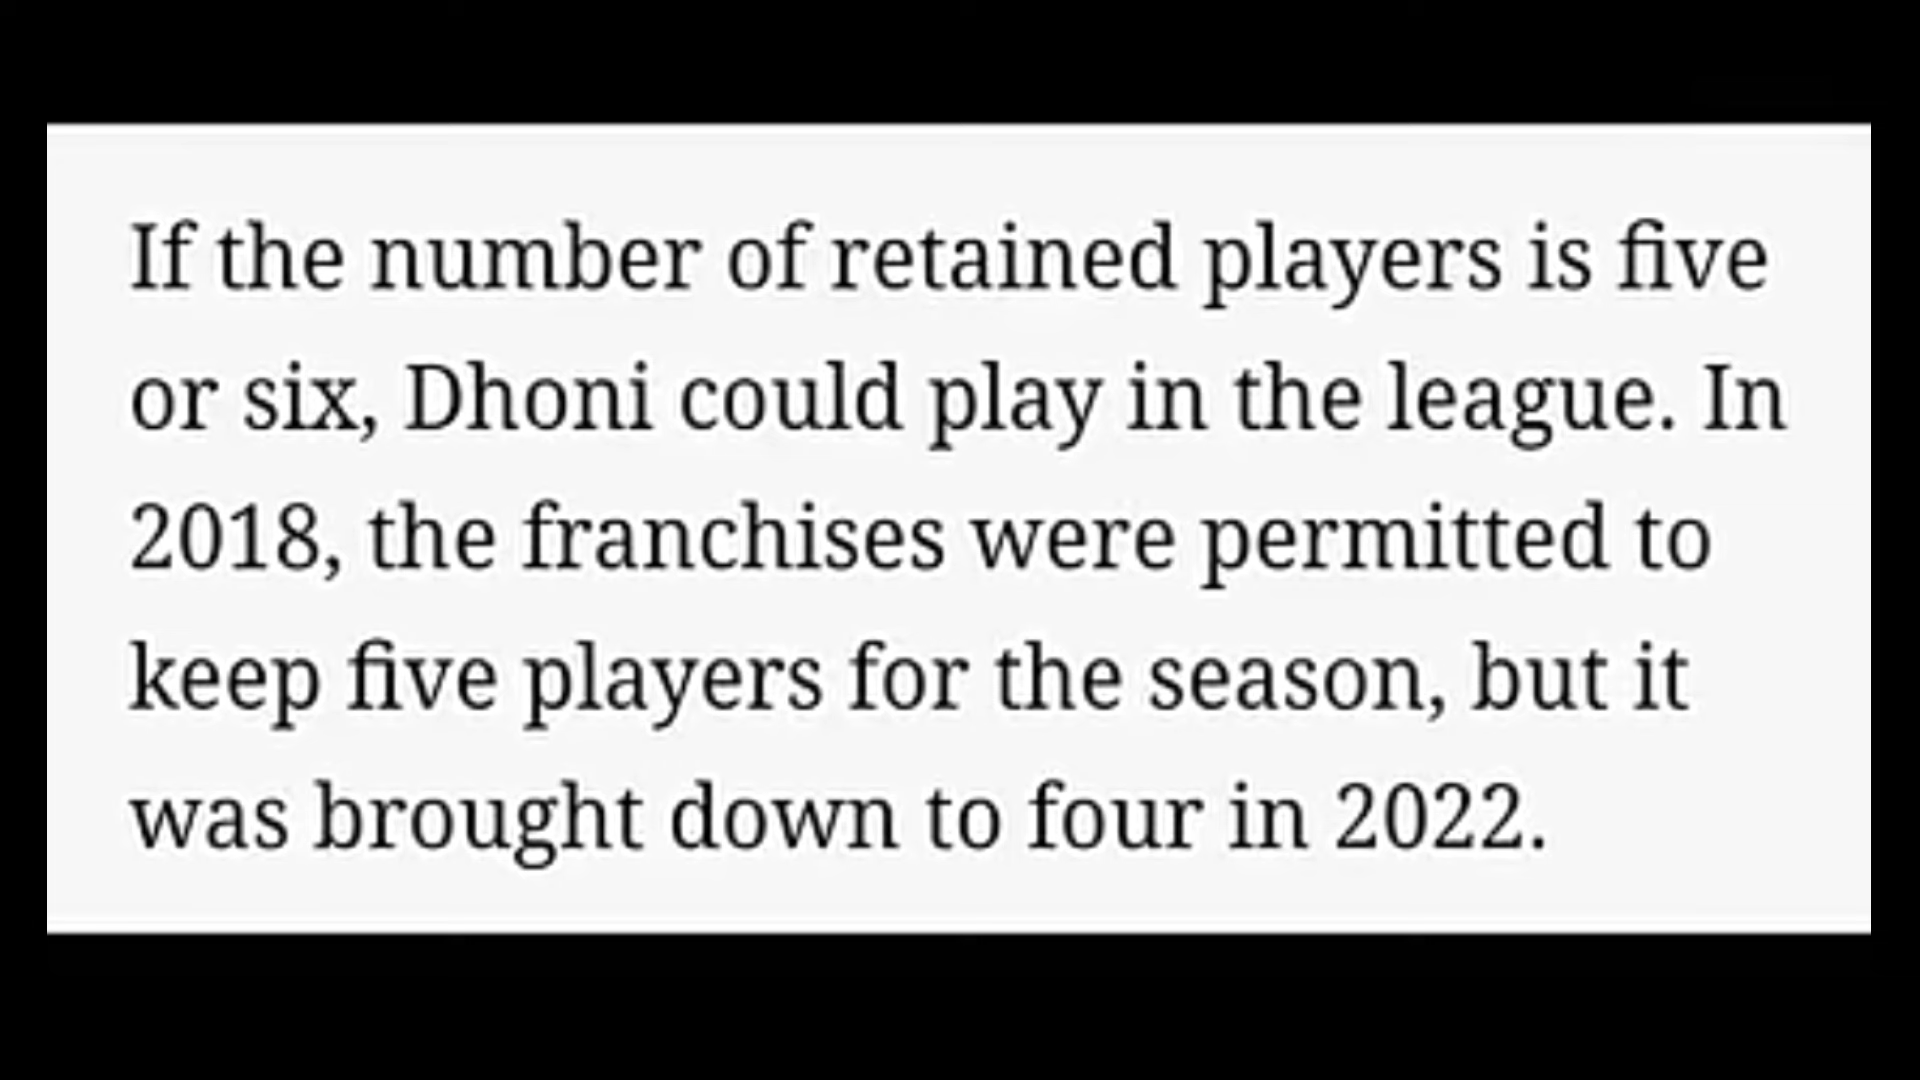 If the number of retained players is five
or six, Dhoni could play in the league. In
2018, the franchises were permitted to
keep five players for the season, but it
was brought down to four in 2022.